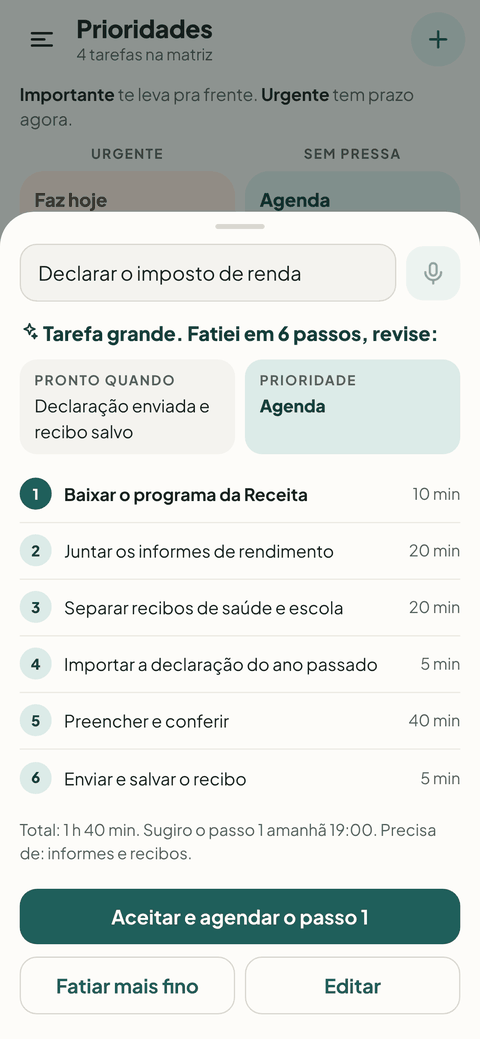 Prioridades
4 tarefas na matriz
Importante te leva pra frente. Urgente tem prazo
agora.
URGENTE
SEM PRESSA
Faz hoje
Agenda
Declarar o imposto de renda
Tarefa grande. Fatiei em 6 passos, revise:
PRONTO QUANDO
Declaração enviada e
recibo salvo
PRIORIDADE
Agenda
1 Baixar o programa da Receita 10 min
2 Juntar os informes de rendimento 20 min
3 Separar recibos de saúde e escola 20 min
4 Importar a declaração do ano passado 5 min
5 Preencher e conferir 40 min
6 Enviar e salvar o recibo 5 min
Total: 1 h 40 min. Sugiro o passo 1 amanhã 19:00. Precisa
de: informes e recibos.
Aceitar e agendar o passo 1
Fatiar mais fino
Editar